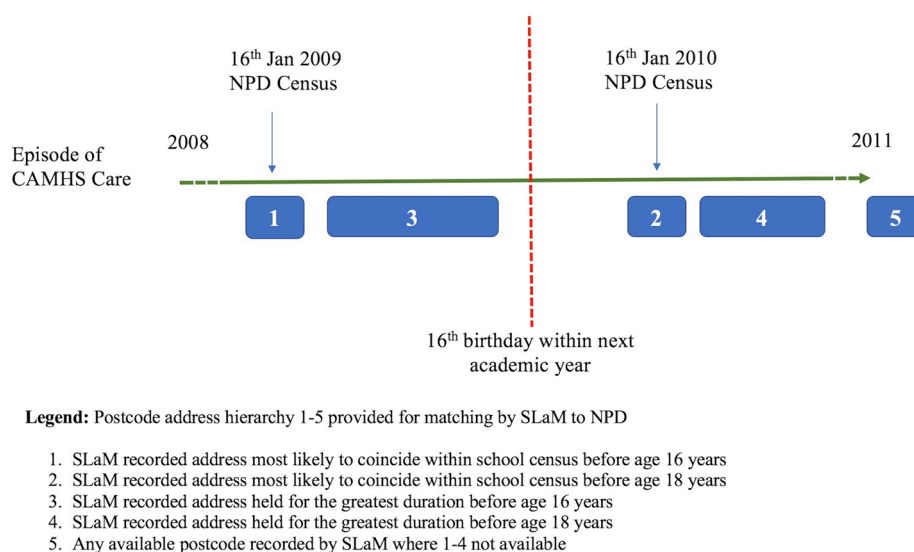 16th Jan 2009
NPD Census
16th Jan 2010
NPD Census
2008
2011
Episode of
CAMHS Care
1
3
2
4
5
16th birthday within next
academic year
Legend: Postcode address hierarchy 1-5 provided for matching by SLaM to NPD
1. SLaM recorded address most likely to coincide within school census before age 16 years
2. SLaM recorded address most likely to coincide within school census before age 18 years
3. SLaM recorded address held for the greatest duration before age 16 years
4. SLaM recorded address held for the greatest duration before age 18 years
5. Any available postcode recorded by SLaM where 1-4 not available